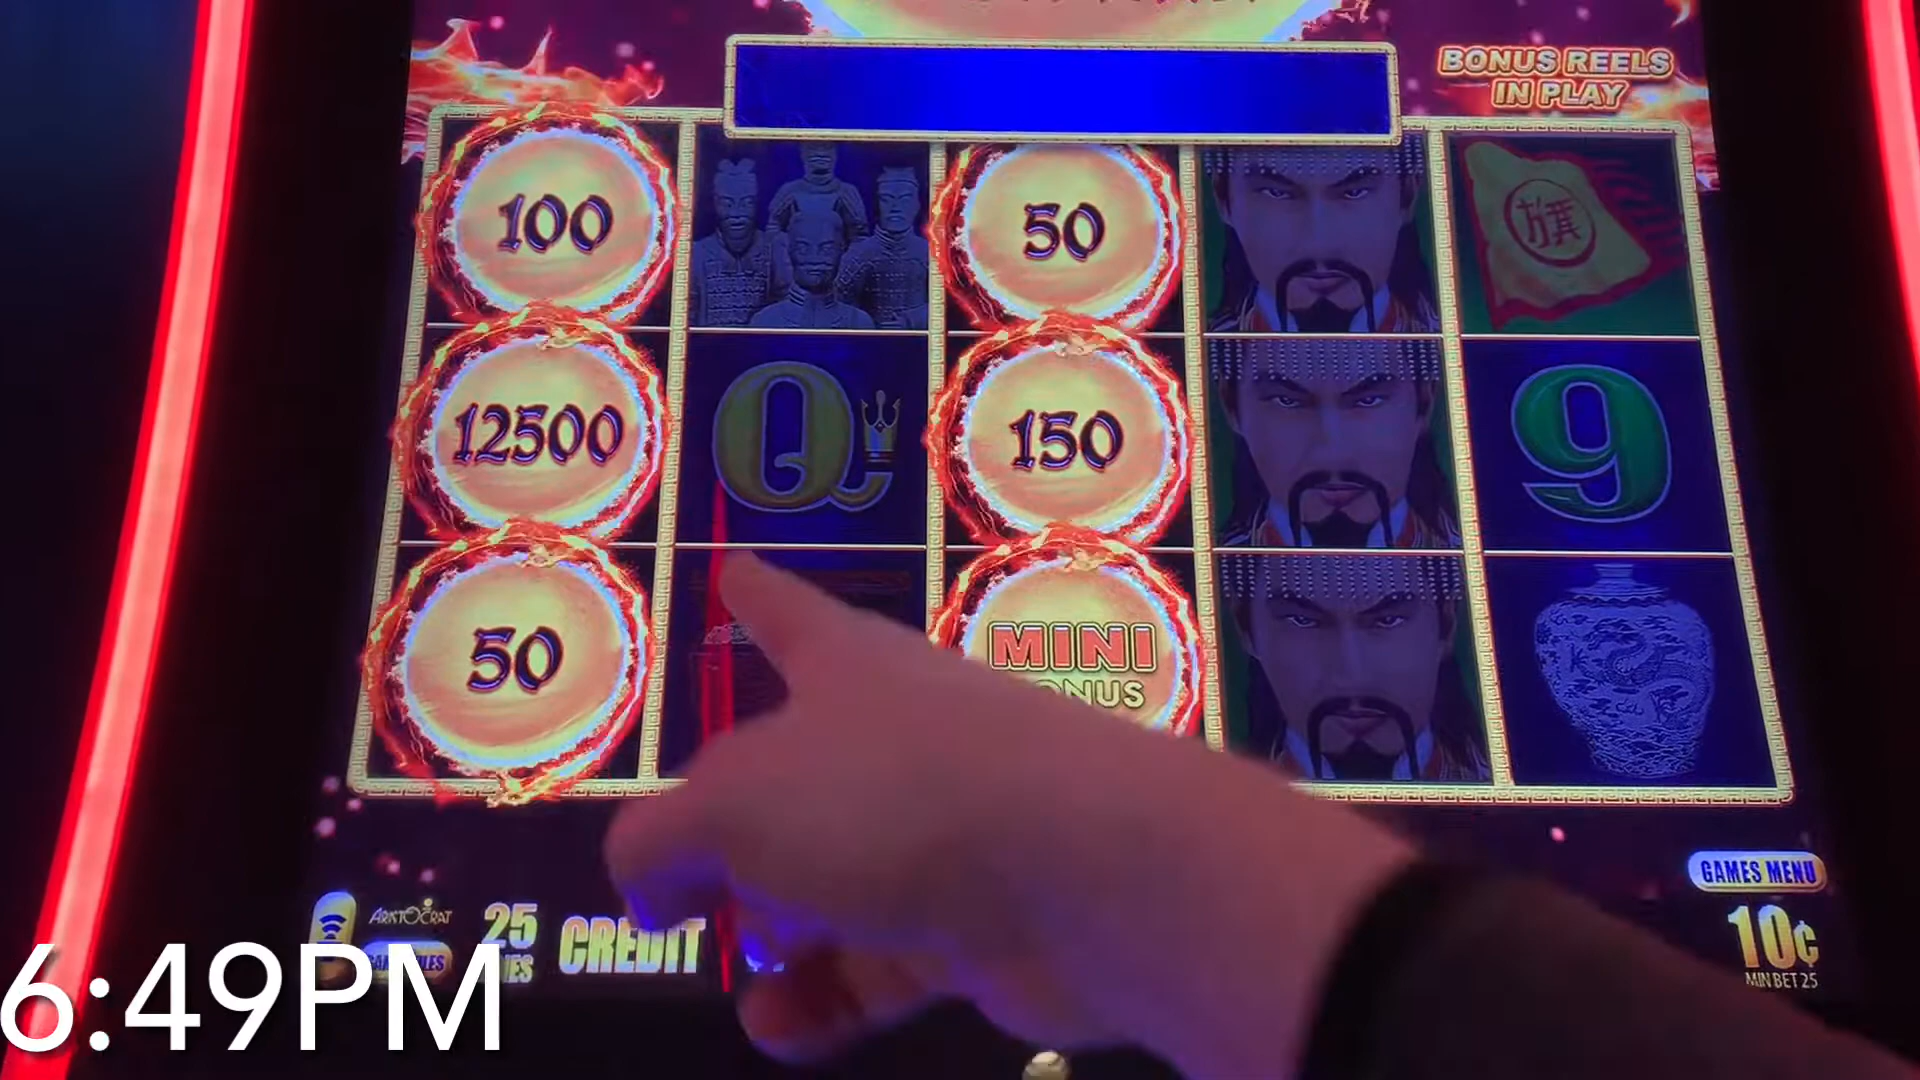 BONUS REELS
IN PLAY
100
50
旗
12500
Q
150
9
50
MINI
BONUS
GAMES MENU
ARISTOCRAT
25
CREDIT
10¢
MIN BET 25
6:49PM